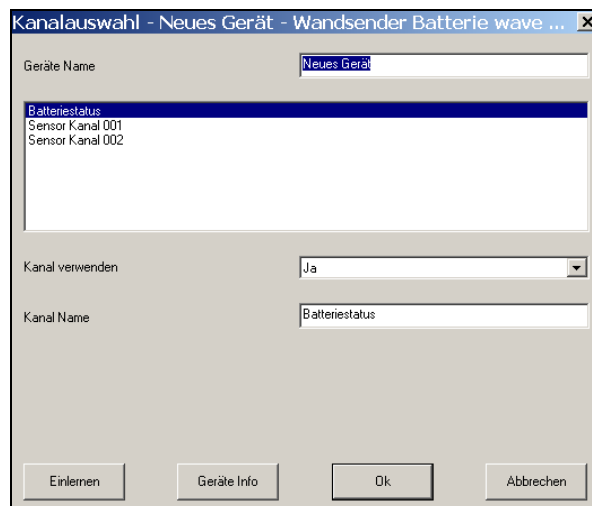 Kanalauswahl - Neues Gerät - Wandsender Batterie wave ...
Geräte Name Neues Gerät
Batteriestatus
Sensor Kanal 001
Sensor Kanal 002
Kanal verwenden Ja
Kanal Name Batteriestatus
Einlernen Geräte Info Ok Abbrechen